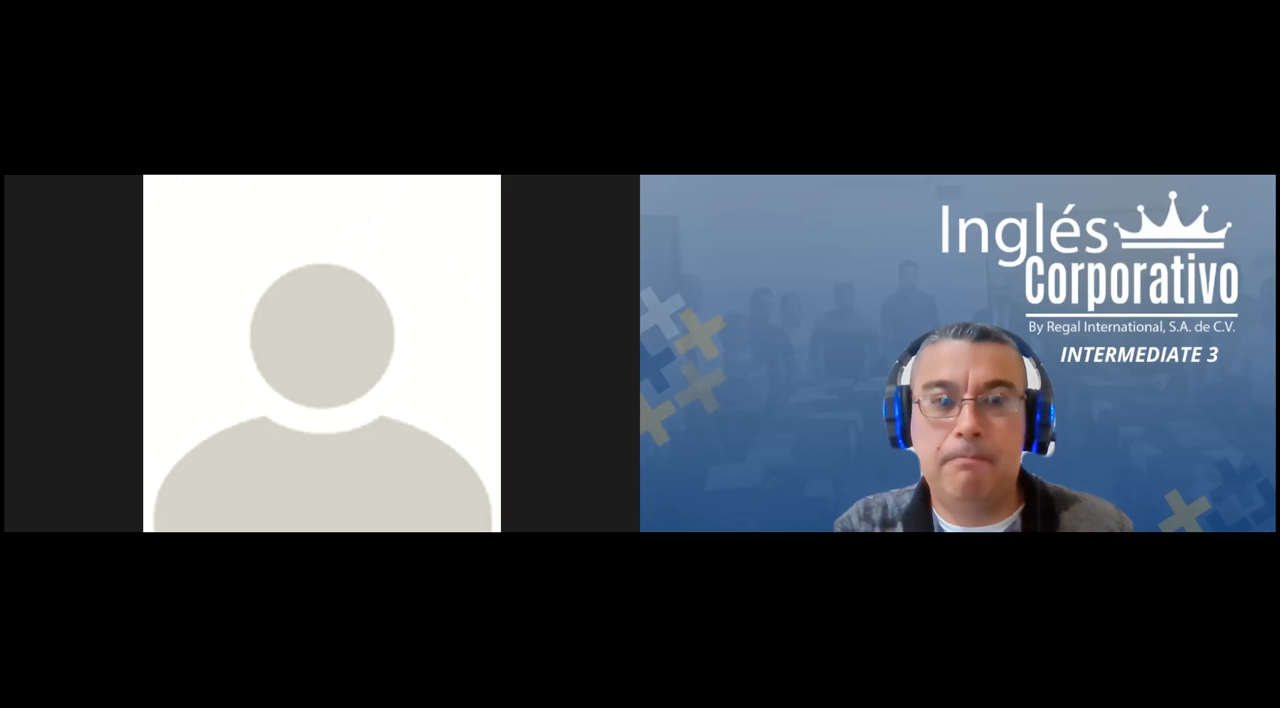 Inglés
Corporativo
By Regal International, S.A. de C.V.
INTERMEDIATE 3